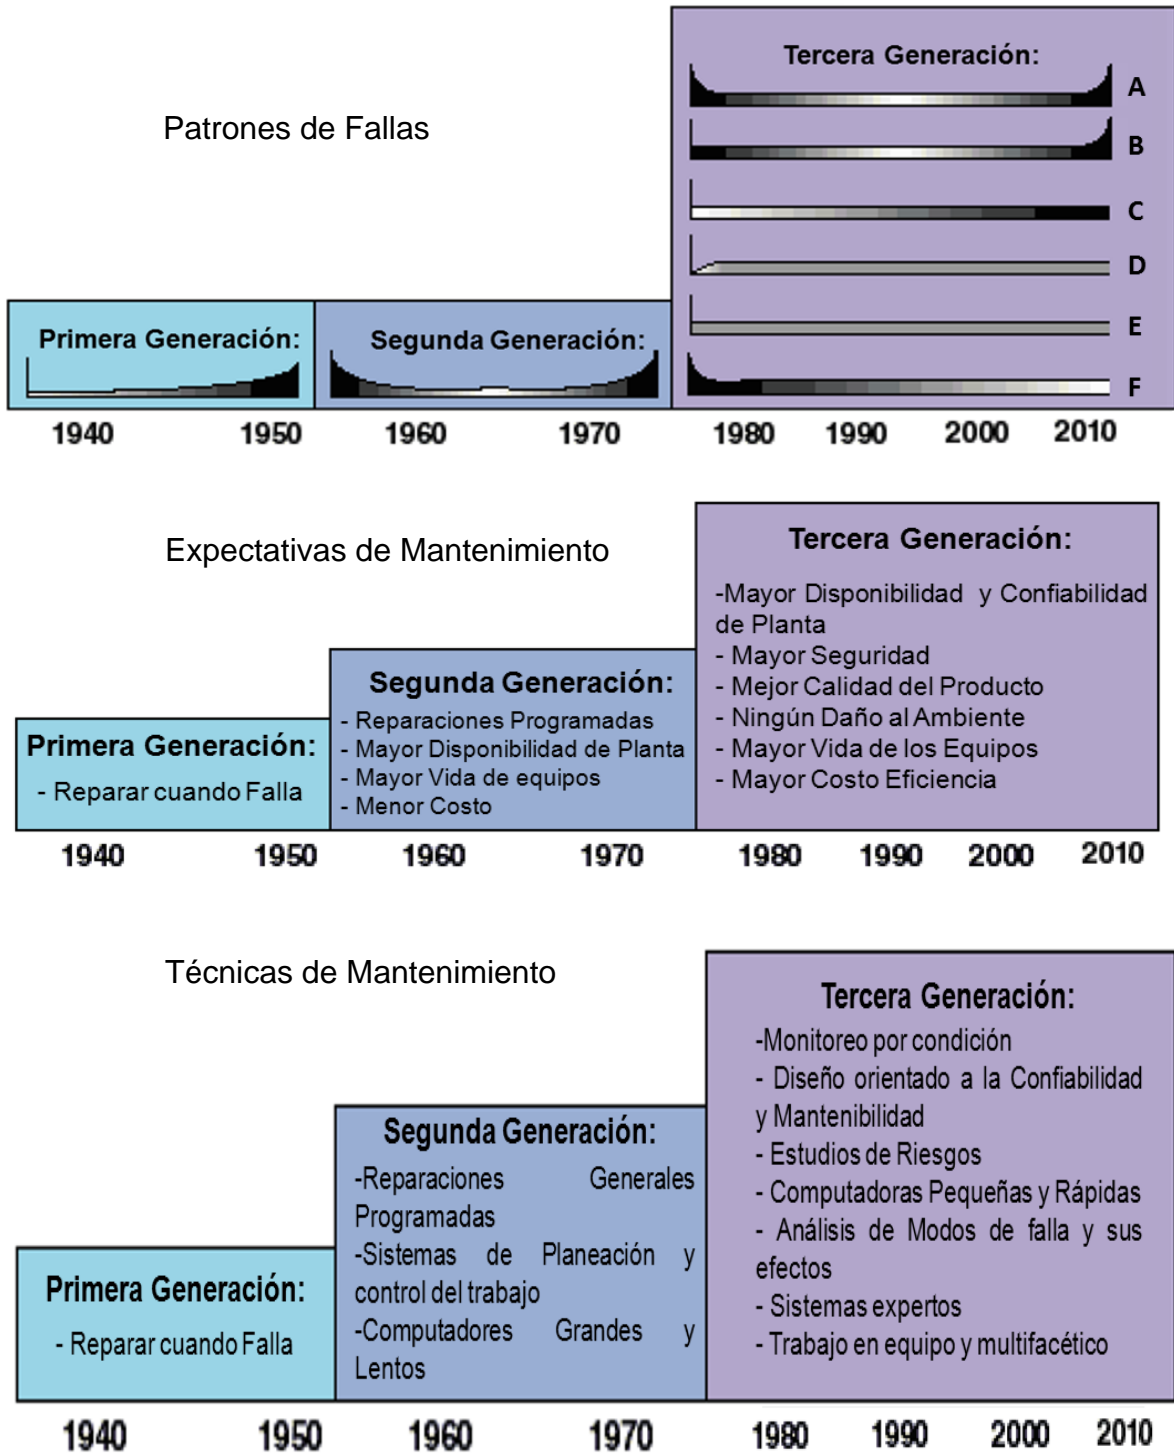 Patrones de Fallas
Tercera Generación:
A
B
C
D
E
F
Primera Generación:
Segunda Generación:
1940 1950 1960 1970 1980 1990 2000 2010
Expectativas de Mantenimiento
Tercera Generación:
-Mayor Disponibilidad y Confiabilidad
de Planta
- Mayor Seguridad
- Mejor Calidad del Producto
- Ningún Daño al Ambiente
- Mayor Vida de los Equipos
- Mayor Costo Eficiencia
Segunda Generación:
- Reparaciones Programadas
- Mayor Disponibilidad de Planta
- Mayor Vida de equipos
- Menor Costo
Primera Generación:
- Reparar cuando Falla
1940 1950 1960 1970 1980 1990 2000 2010
Técnicas de Mantenimiento
Tercera Generación:
-Monitoreo por condición
- Diseño orientado a la Confiabilidad
y Mantenibilidad
- Estudios de Riesgos
- Computadoras Pequeñas y Rápidas
- Análisis de Modos de falla y sus
efectos
- Sistemas expertos
- Trabajo en equipo y multifacético
Segunda Generación:
-Reparaciones Generales
Programadas
-Sistemas de Planeación y
control del trabajo
-Computadores Grandes y
Lentos
Primera Generación:
- Reparar cuando Falla
1940 1950 1960 1970 1980 1990 2000 2010